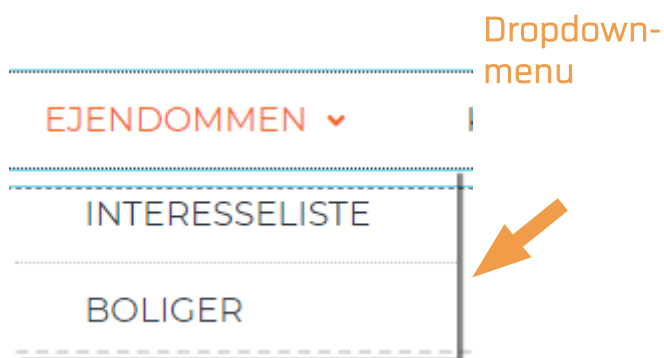 Dropdown-
menu
EJENDOMMEN
INTERESSELISTE
BOLIGER